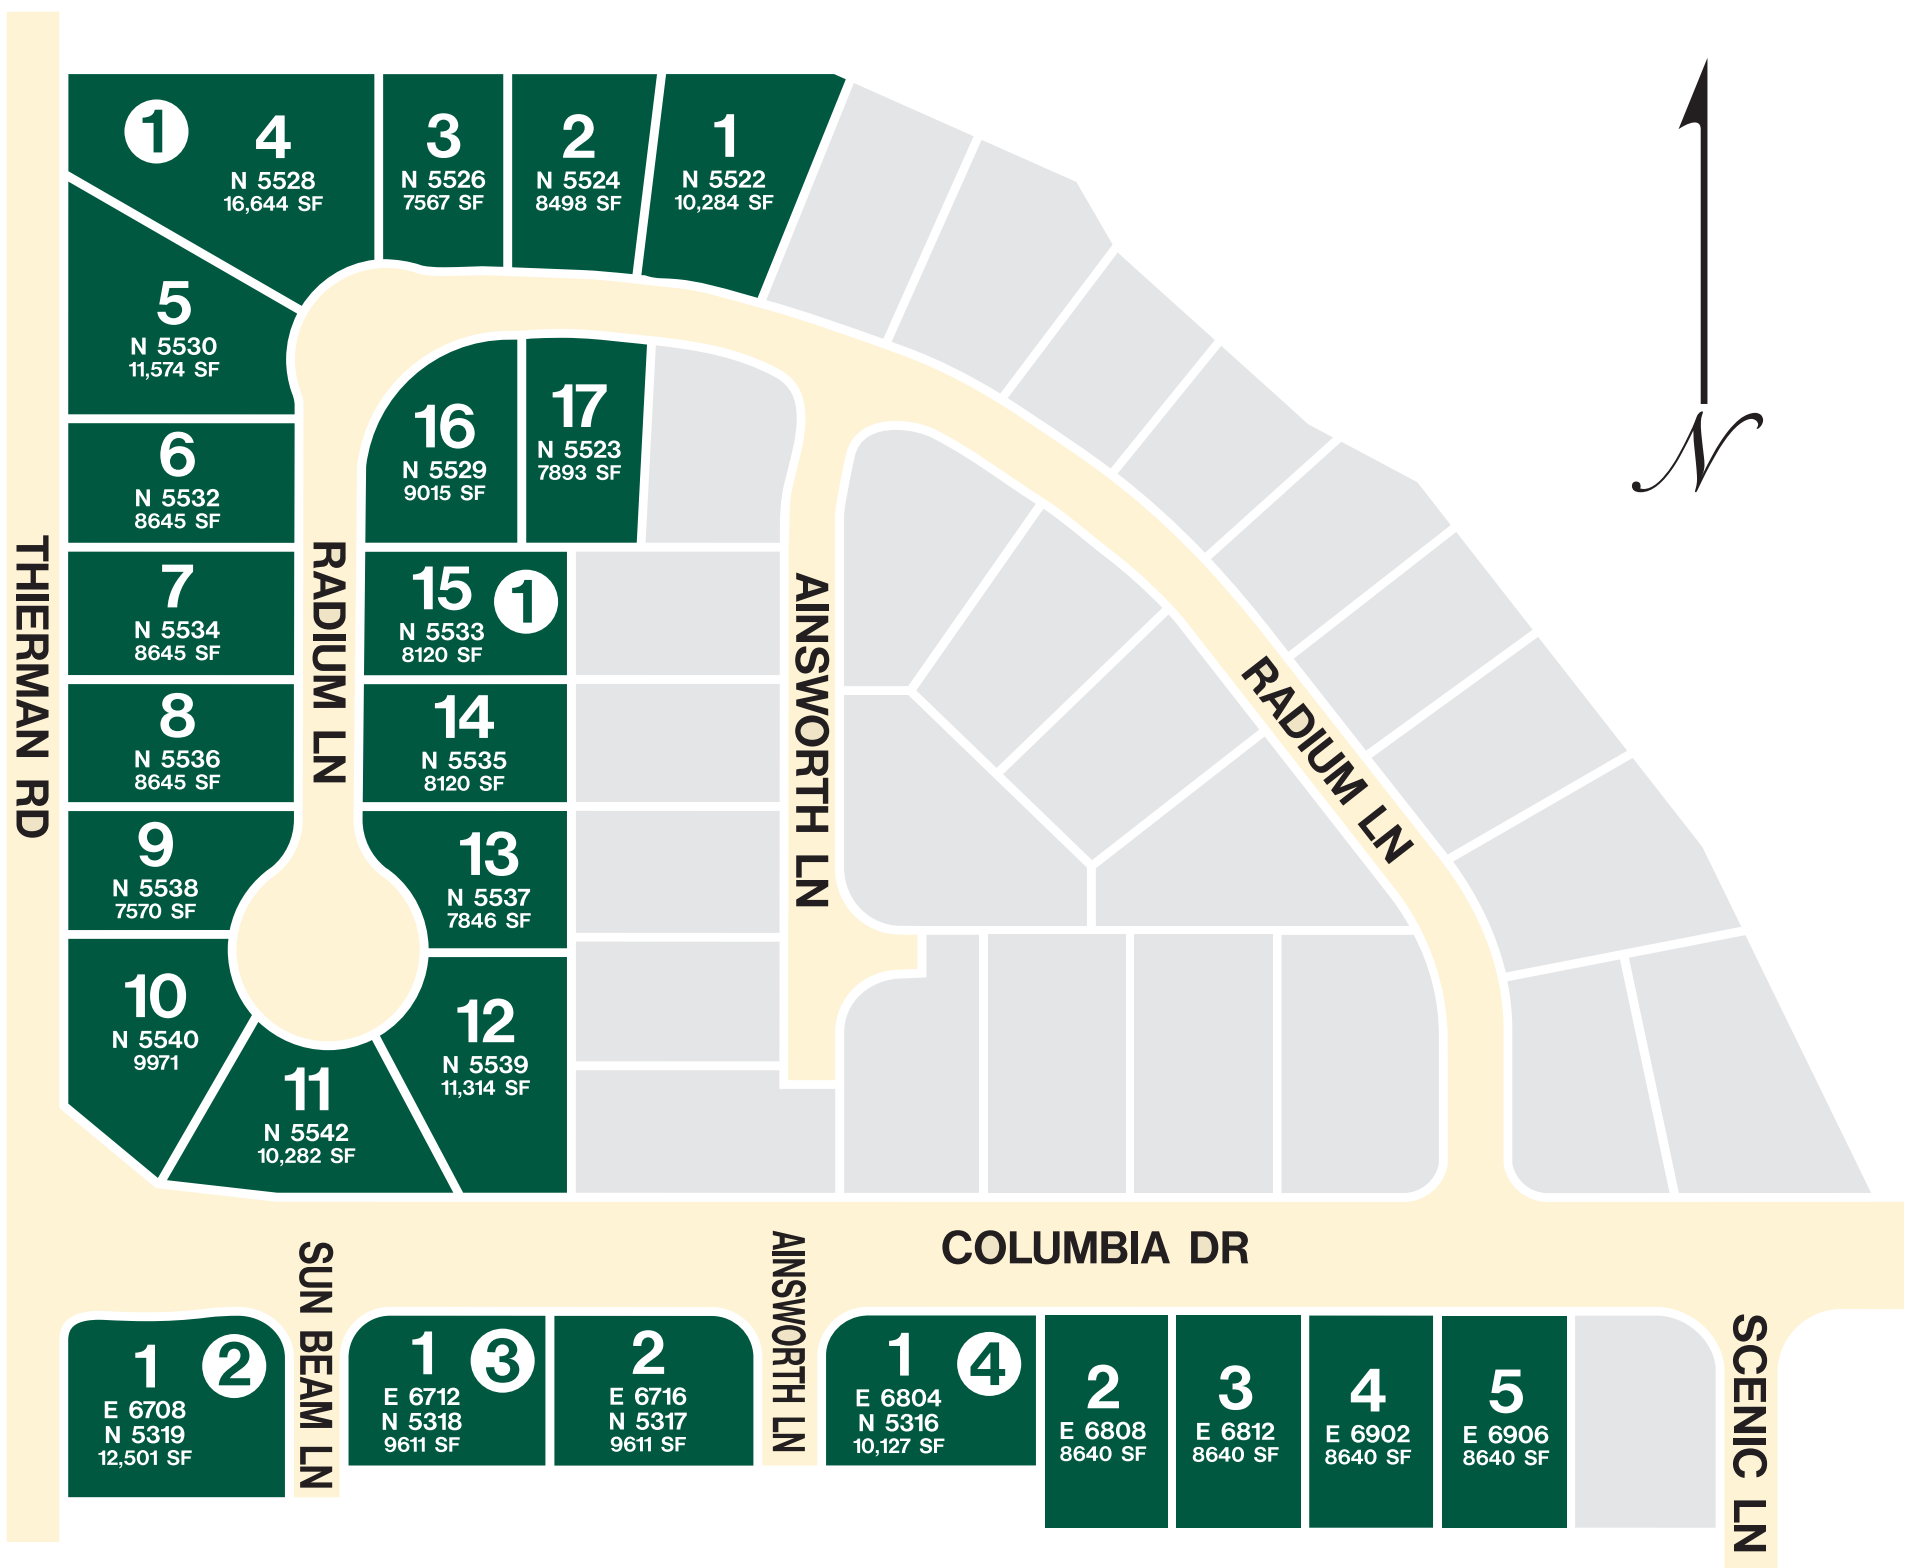 1
4
N 5528
16,644 SF
3
N 5526
7567 SF
2
N 5524
8498 SF
1
N 5522
10,284 SF
N
5
N 5530
11,574 SF
16
N 5529
9015 SF
17
N 5523
7893 SF
6
N 5532
8645 SF
THIERMAN RD
7
N 5534
8645 SF
RADIUM LN
15
N 5533
8120 SF
1
AINSWORTH LN
RADIUM LN
8
N 5536
8645 SF
14
N 5535
8120 SF
9
N 5538
7570 SF
13
N 5537
7846 SF
10
N 5540
9971
12
N 5539
11,314 SF
11
N 5542
10,282 SF
COLUMBIA DR
SUN BEAM LN
AINSWORTH LN
SCENIC LN
1
2
E 6708
N 5319
12,501 SF
1
3
E 6712
N 5318
9611 SF
2
E 6716
N 5317
9611 SF
1
4
E 6804
N 5316
10,127 SF
2
E 6808
8640 SF
3
E 6812
8640 SF
4
E 6902
8640 SF
5
E 6906
8640 SF